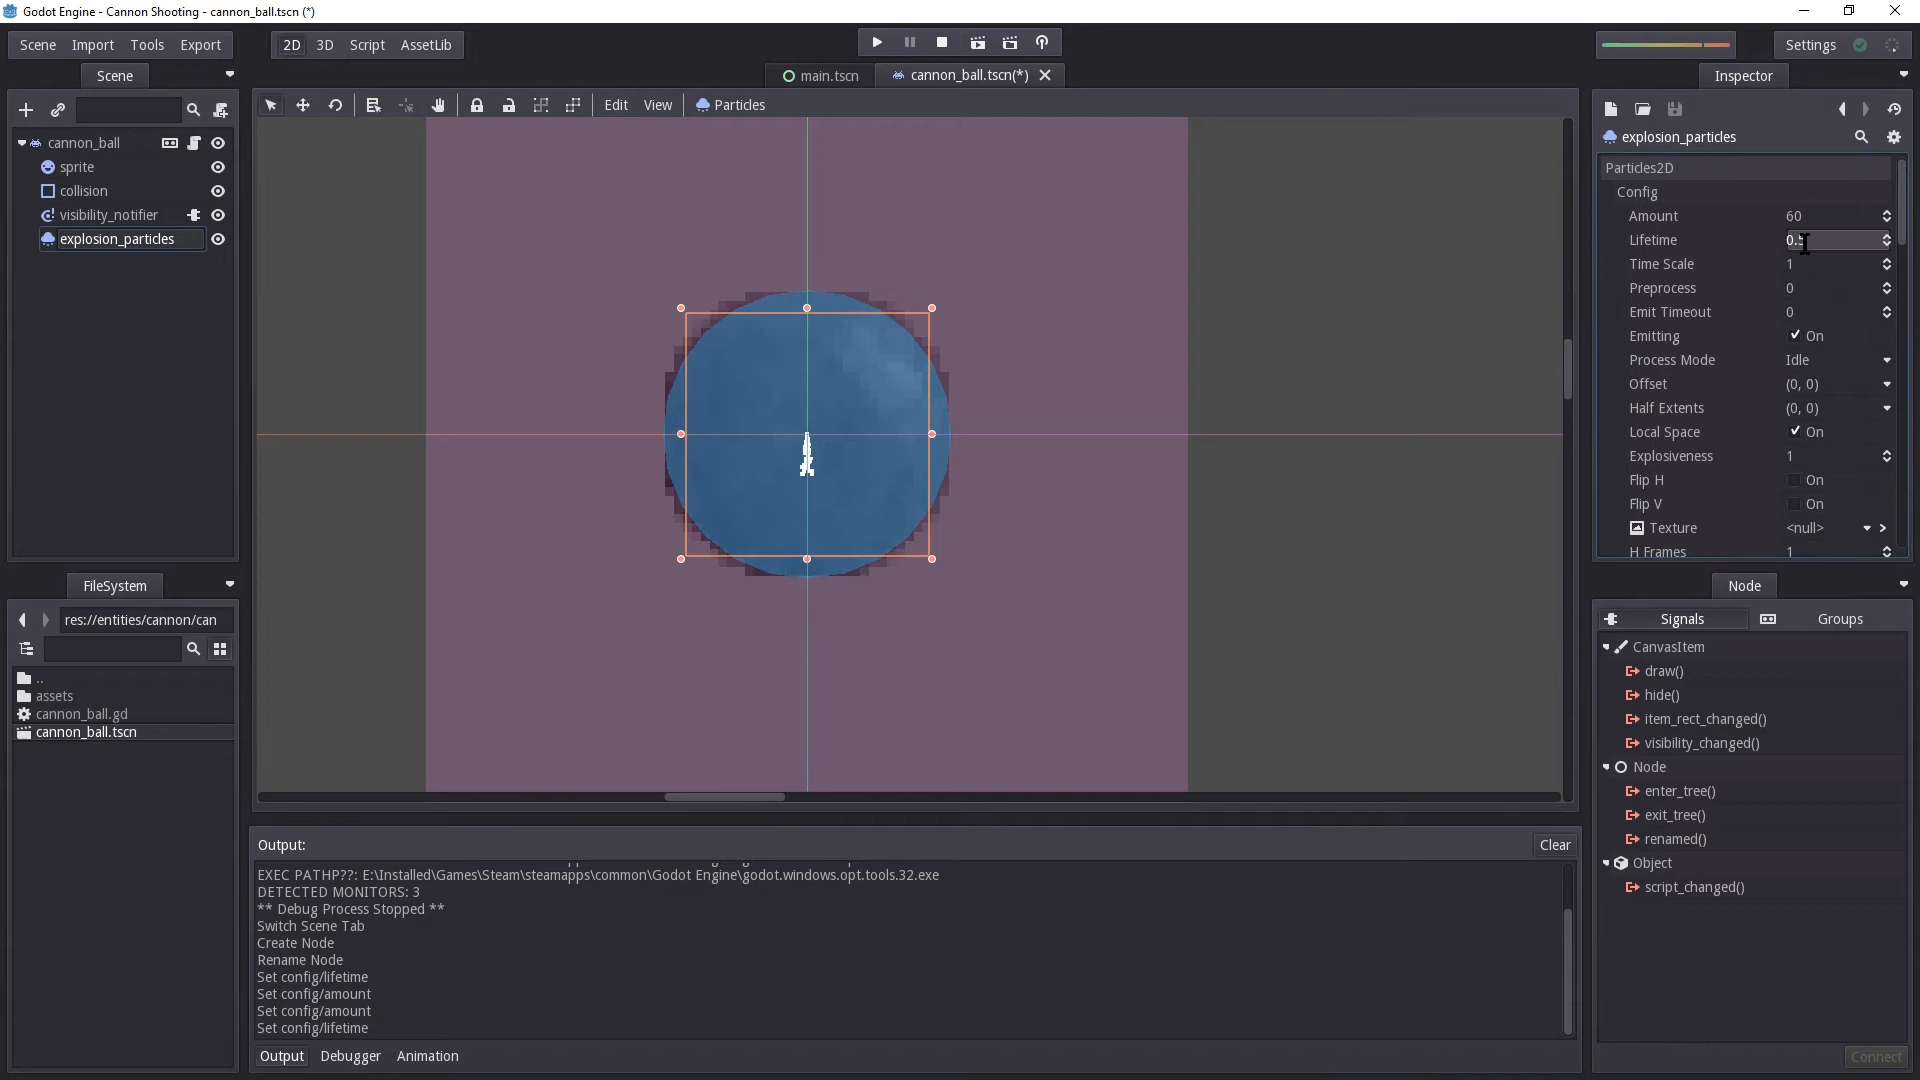 Godot Engine - Cannon Shooting - cannon_ball.tscn (*)
Scene Import Tools Export
2D 3D Script AssetLib
Settings
Scene
main.tscn
cannon_ball.tscn(*)
Inspector
Edit View Particles
cannon_ball
sprite
collision
visibility_notifier
explosion_particles
explosion_particles
Particles2D
Config
Amount 60
Lifetime 0.5
Time Scale 1
Preprocess 0
Emit Timeout 0
Emitting On
Process Mode Idle
Offset (0, 0)
Half Extents (0, 0)
Local Space On
Explosiveness 1
Flip H On
Flip V On
Texture <null>
H Frames 1
FileSystem
res://entities/cannon/can
..
assets
cannon_ball.gd
cannon_ball.tscn
Node
Signals Groups
CanvasItem
draw()
hide()
item_rect_changed()
visibility_changed()
Node
enter_tree()
exit_tree()
renamed()
Object
script_changed()
Connect
Output: Clear
EXEC PATHP??: E:\Installed\Games\Steam\steamapps\common\Godot Engine\godot.windows.opt.tools.32.exe
DETECTED MONITORS: 3
** Debug Process Stopped **
Switch Scene Tab
Create Node
Rename Node
Set config/lifetime
Set config/amount
Set config/amount
Set config/lifetime
Output Debugger Animation